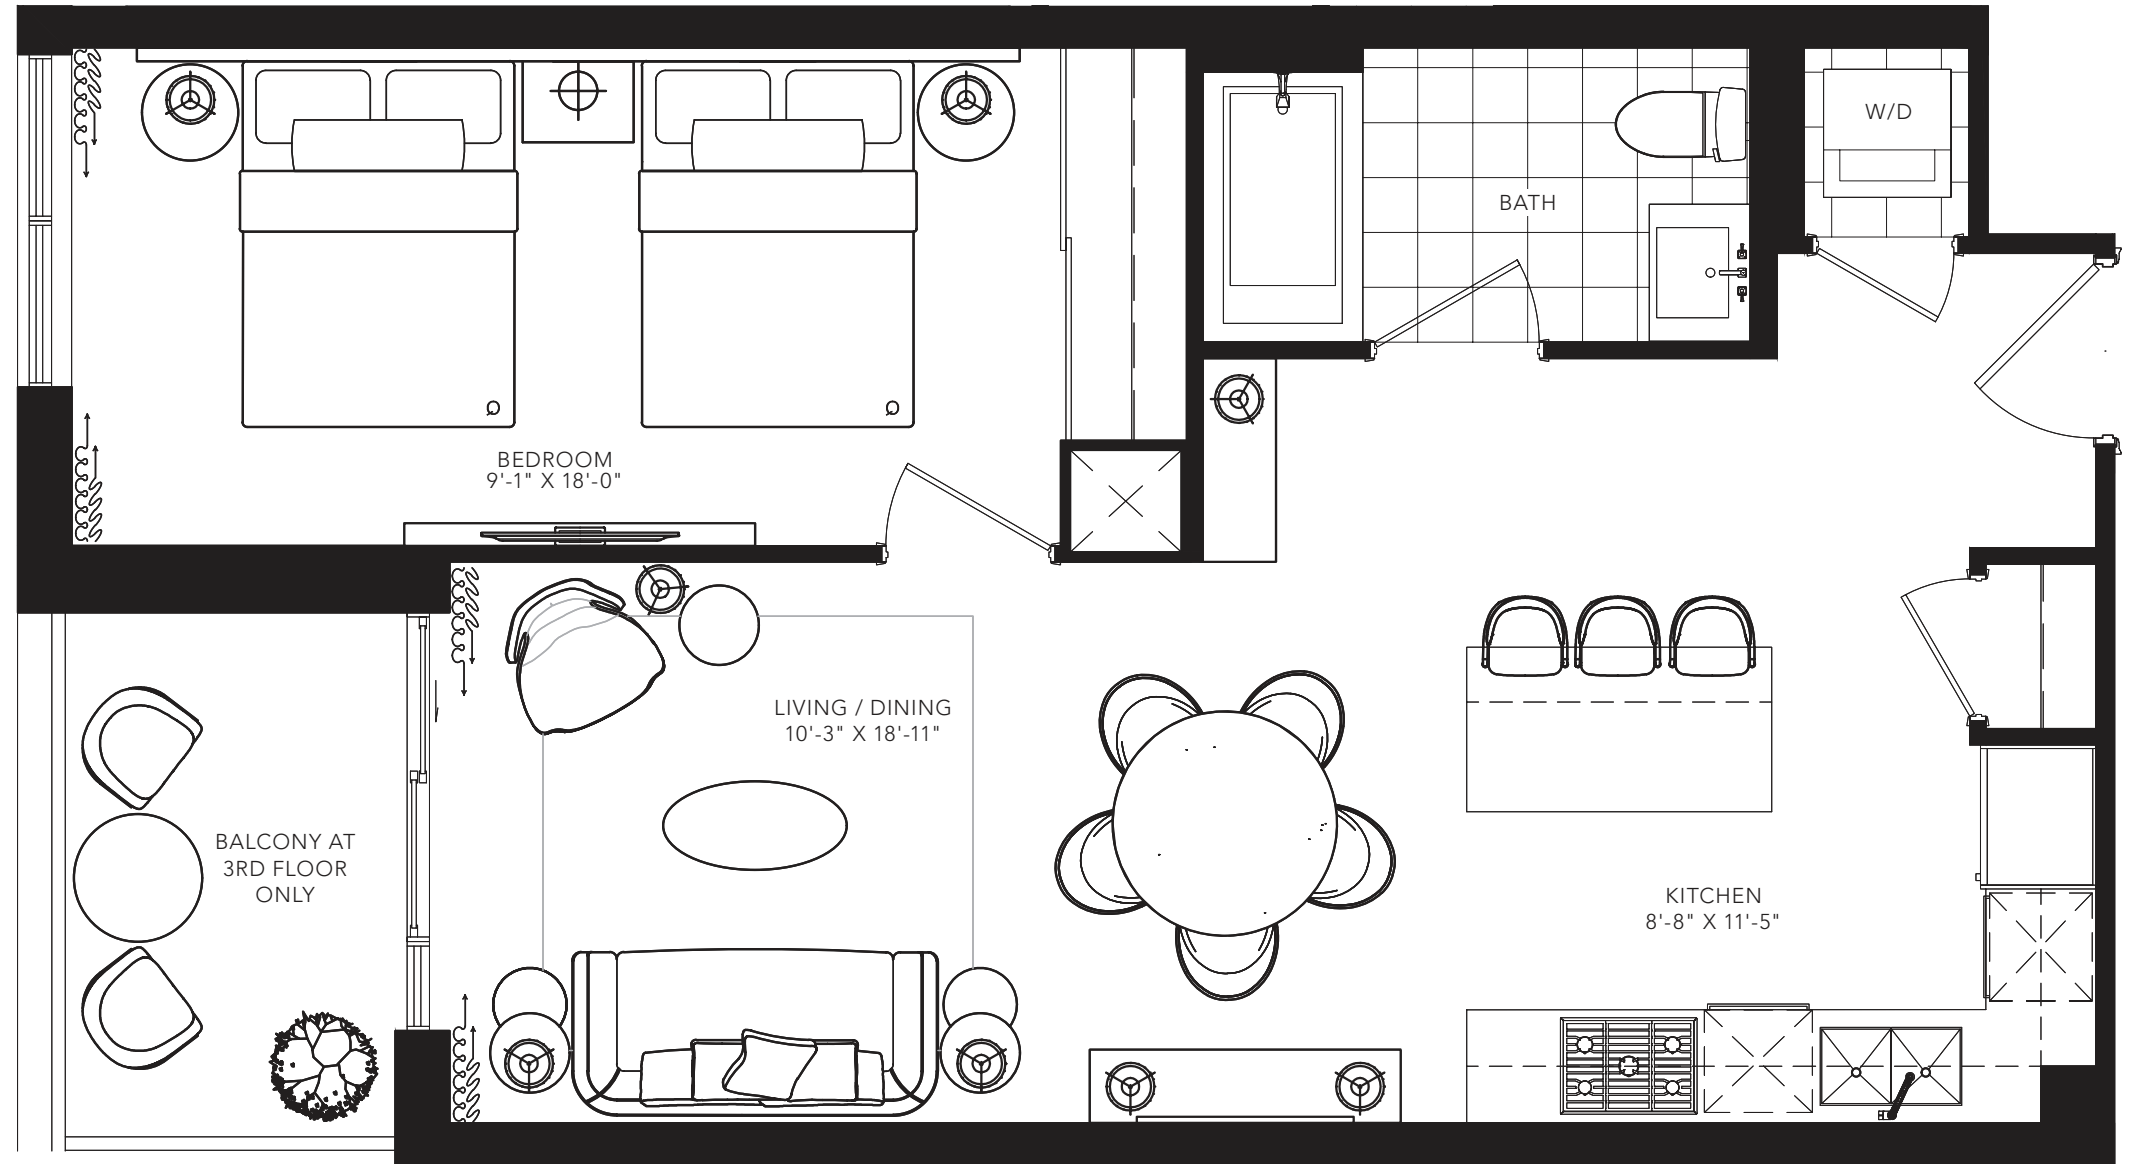 W/D
BATH
BEDROOM
9'-1" X 18'-0"
LIVING / DINING
10'-3" X 18'-11"
BALCONY AT
3RD FLOOR
ONLY
KITCHEN
8'-8" X 11'-5"